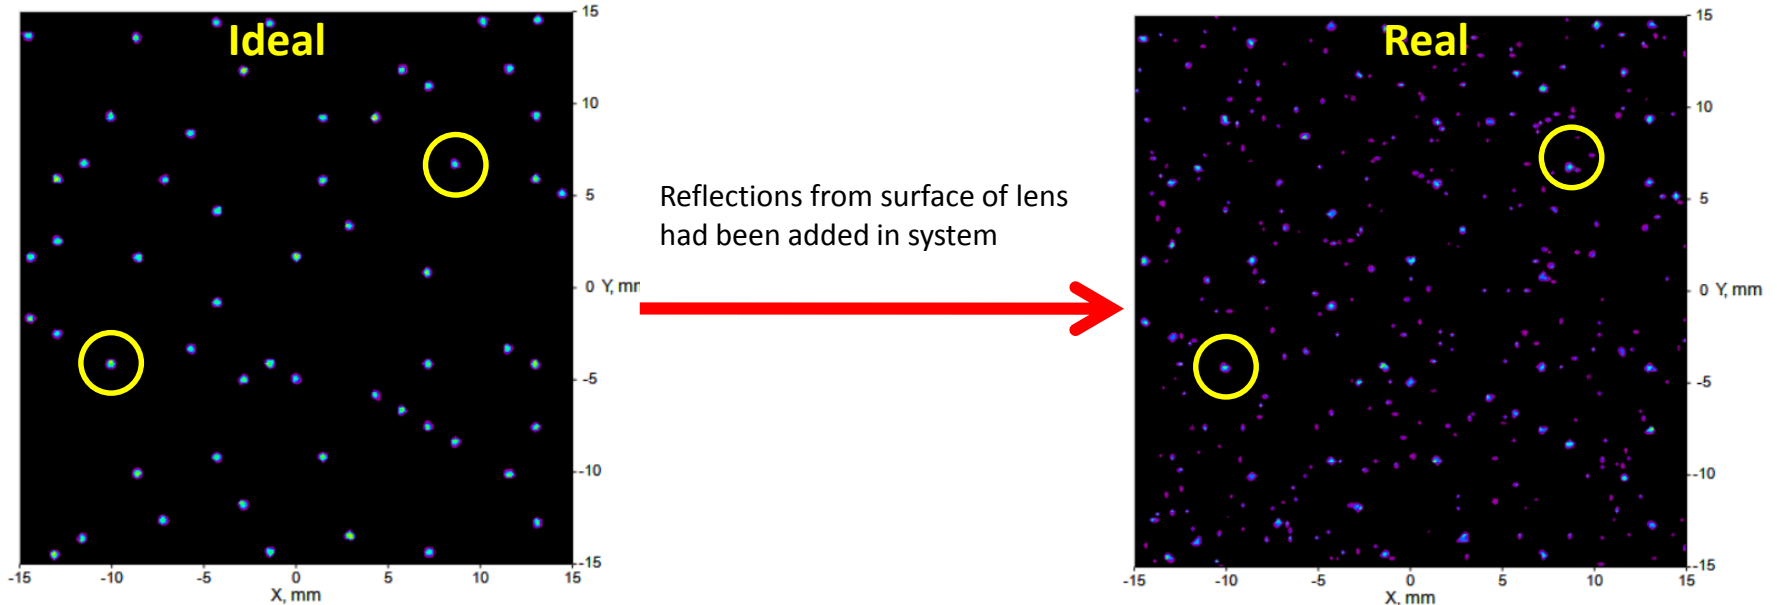 Ideal
15
10
5
0 Y, mm
-5
-10
-15
-15 -10 -5 0 5 10 15
X, mm
Reflections from surface of lens
had been added in system
Real
15
10
5
0 Y, mm
-5
-10
-15
-15 -10 -5 0 5 10 15
X, mm